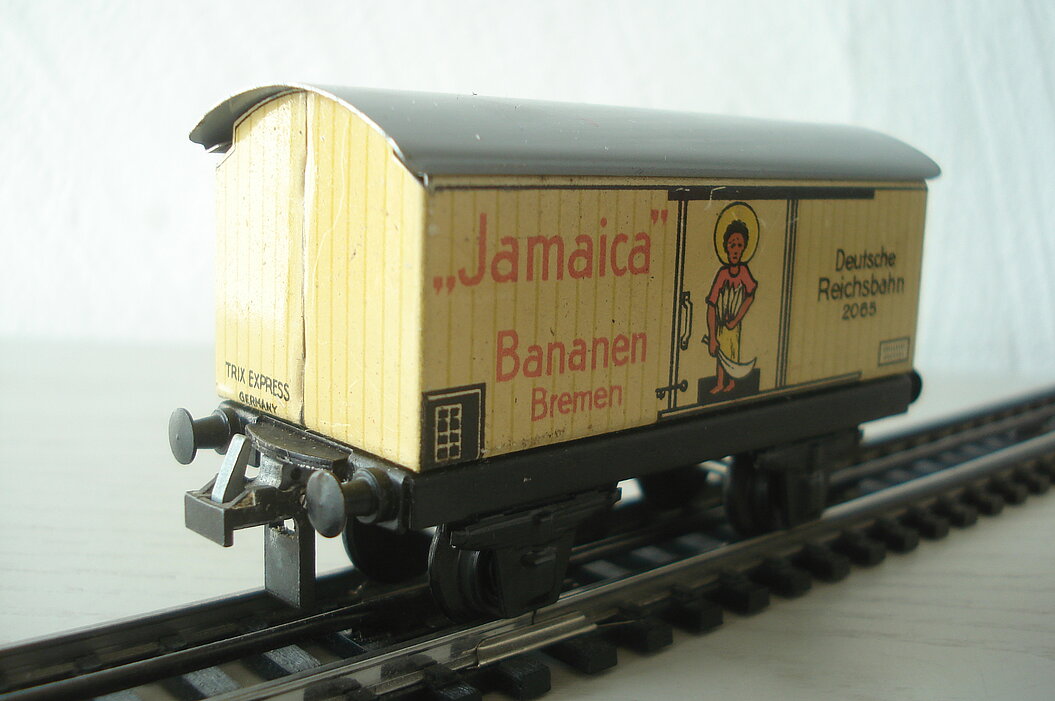 „Jamaica”
Bananen
Bremen
Deutsche
Reichsbahn
2065
TRIX EXPRESS
GERMANY